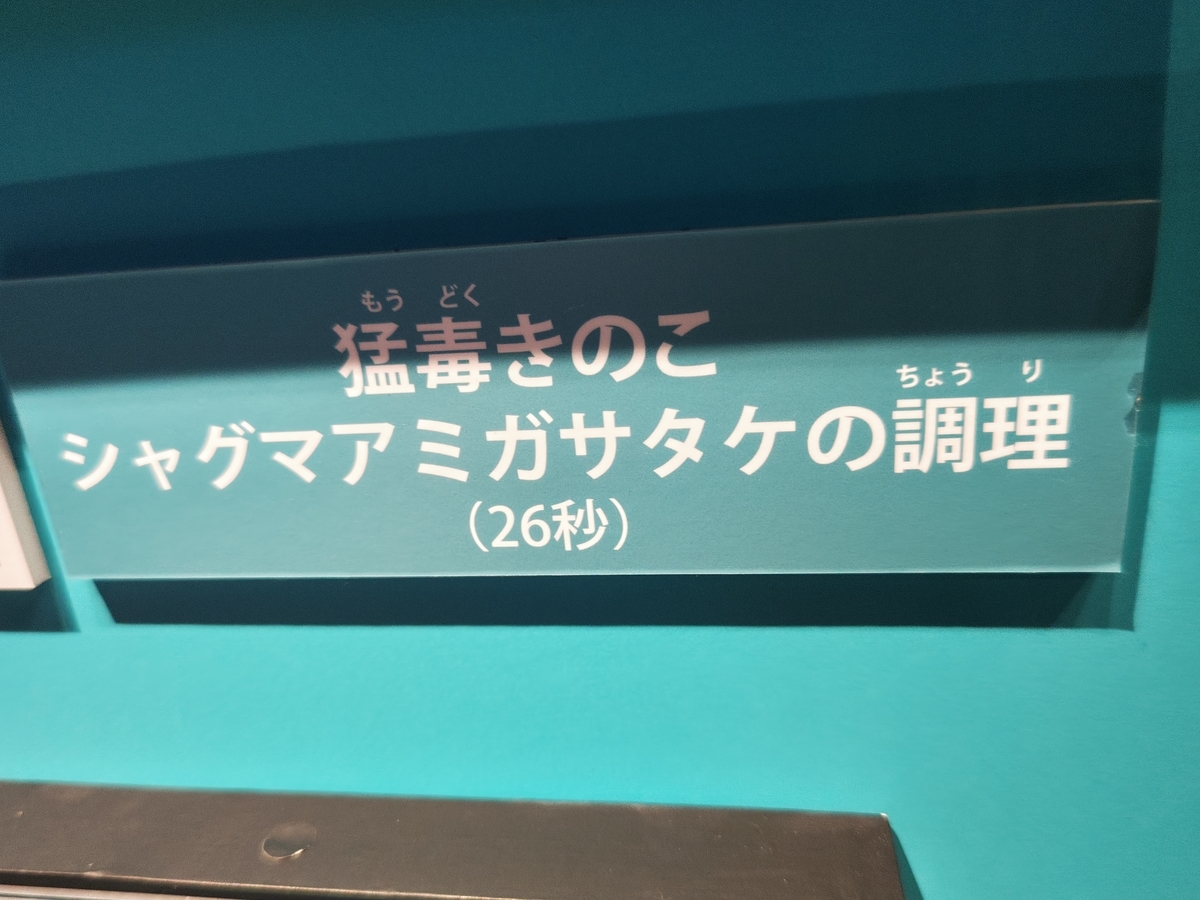 もう どく
猛毒きのこ
ちょう り
シャグマアミガサタケの調理
（26秒）